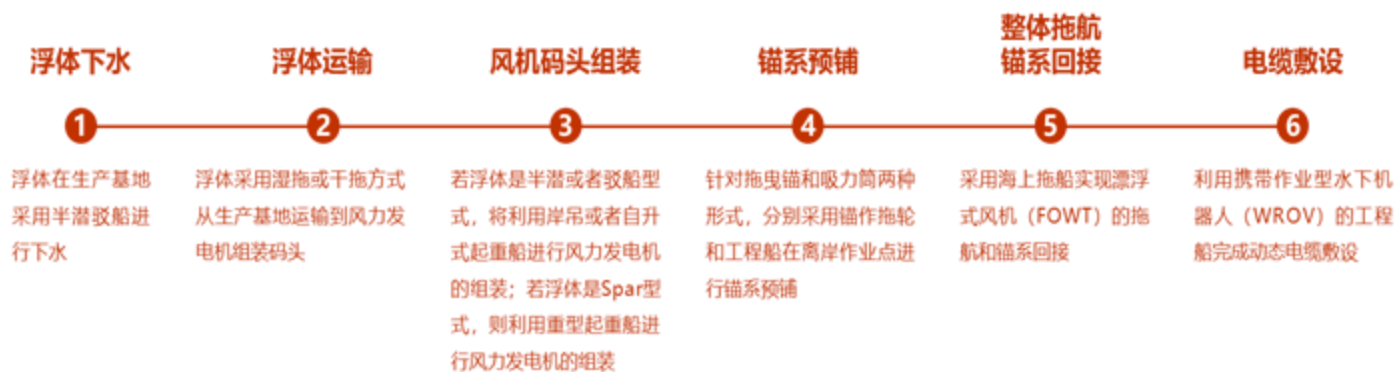 浮体下水
浮体运输
风机码头组装
锚系预铺
整体拖航
锚系回接
电缆敷设
1
2
3
4
5
6
浮体在生产基地
采用半潜驳船进
行下水
浮体采用湿拖或干拖方式
从生产基地运输到风力发
电机组装码头
若浮体是半潜或者驳船型
式，将利用岸吊或者自升
式起重船进行风力发电机
的组装；若浮体是Spar型
式，则利用重型起重船进
行风力发电机的组装
针对拖曳锚和吸力筒两种
形式，分别采用锚作拖轮
和工程船在离岸作业点进
行锚系预铺
采用海上拖船实现漂浮
式风机（FOWT）的拖
航和锚系回接
利用携带作业型水下机
器人（WROV）的工程
船完成动态电缆敷设